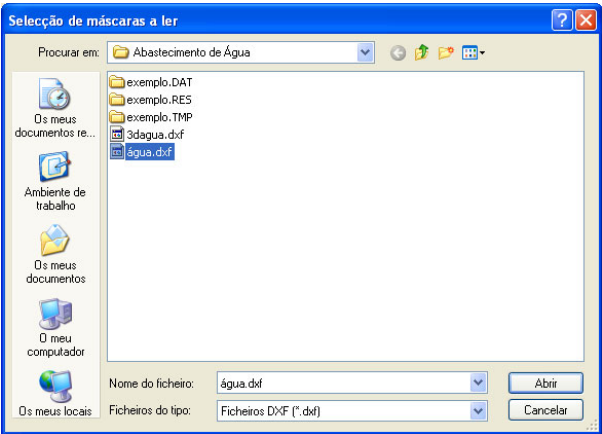 Selecção de máscaras a ler
Procurar em: Abastecimento de Água
Os meus
documentos re...
Ambiente de
trabalho
Os meus
documentos
O meu
computador
Os meus locais
exemplo.DAT
exemplo.RES
exemplo.TMP
3dagua.dxf
água.dxf
Nome do ficheiro: água.dxf Abrir
Ficheiros do tipo: Ficheiros DXF (*.dxf) Cancelar